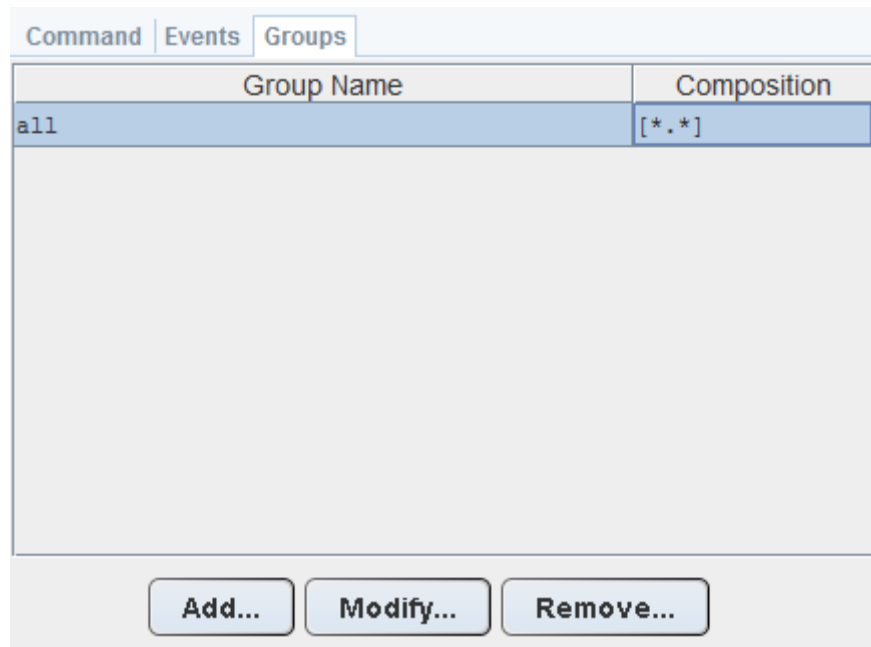 Command Events Groups
Group Name Composition
all [*.*]
Add... Modify... Remove...